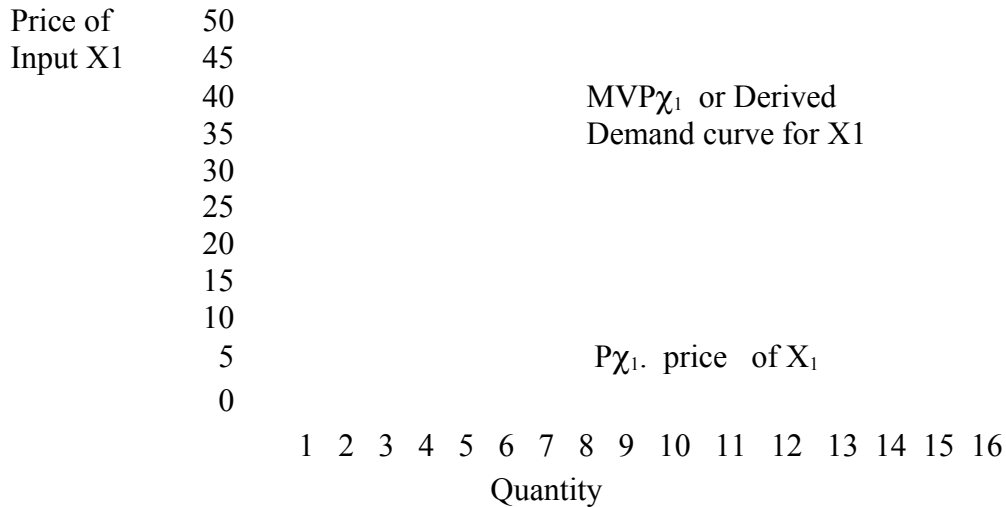 Price of 50
Input X1 45
40 MVPχ₁ or Derived
35 Demand curve for X1
30
25
20
15
10
5 Pχ₁. price of X₁
0
1 2 3 4 5 6 7 8 9 10 11 12 13 14 15 16
Quantity